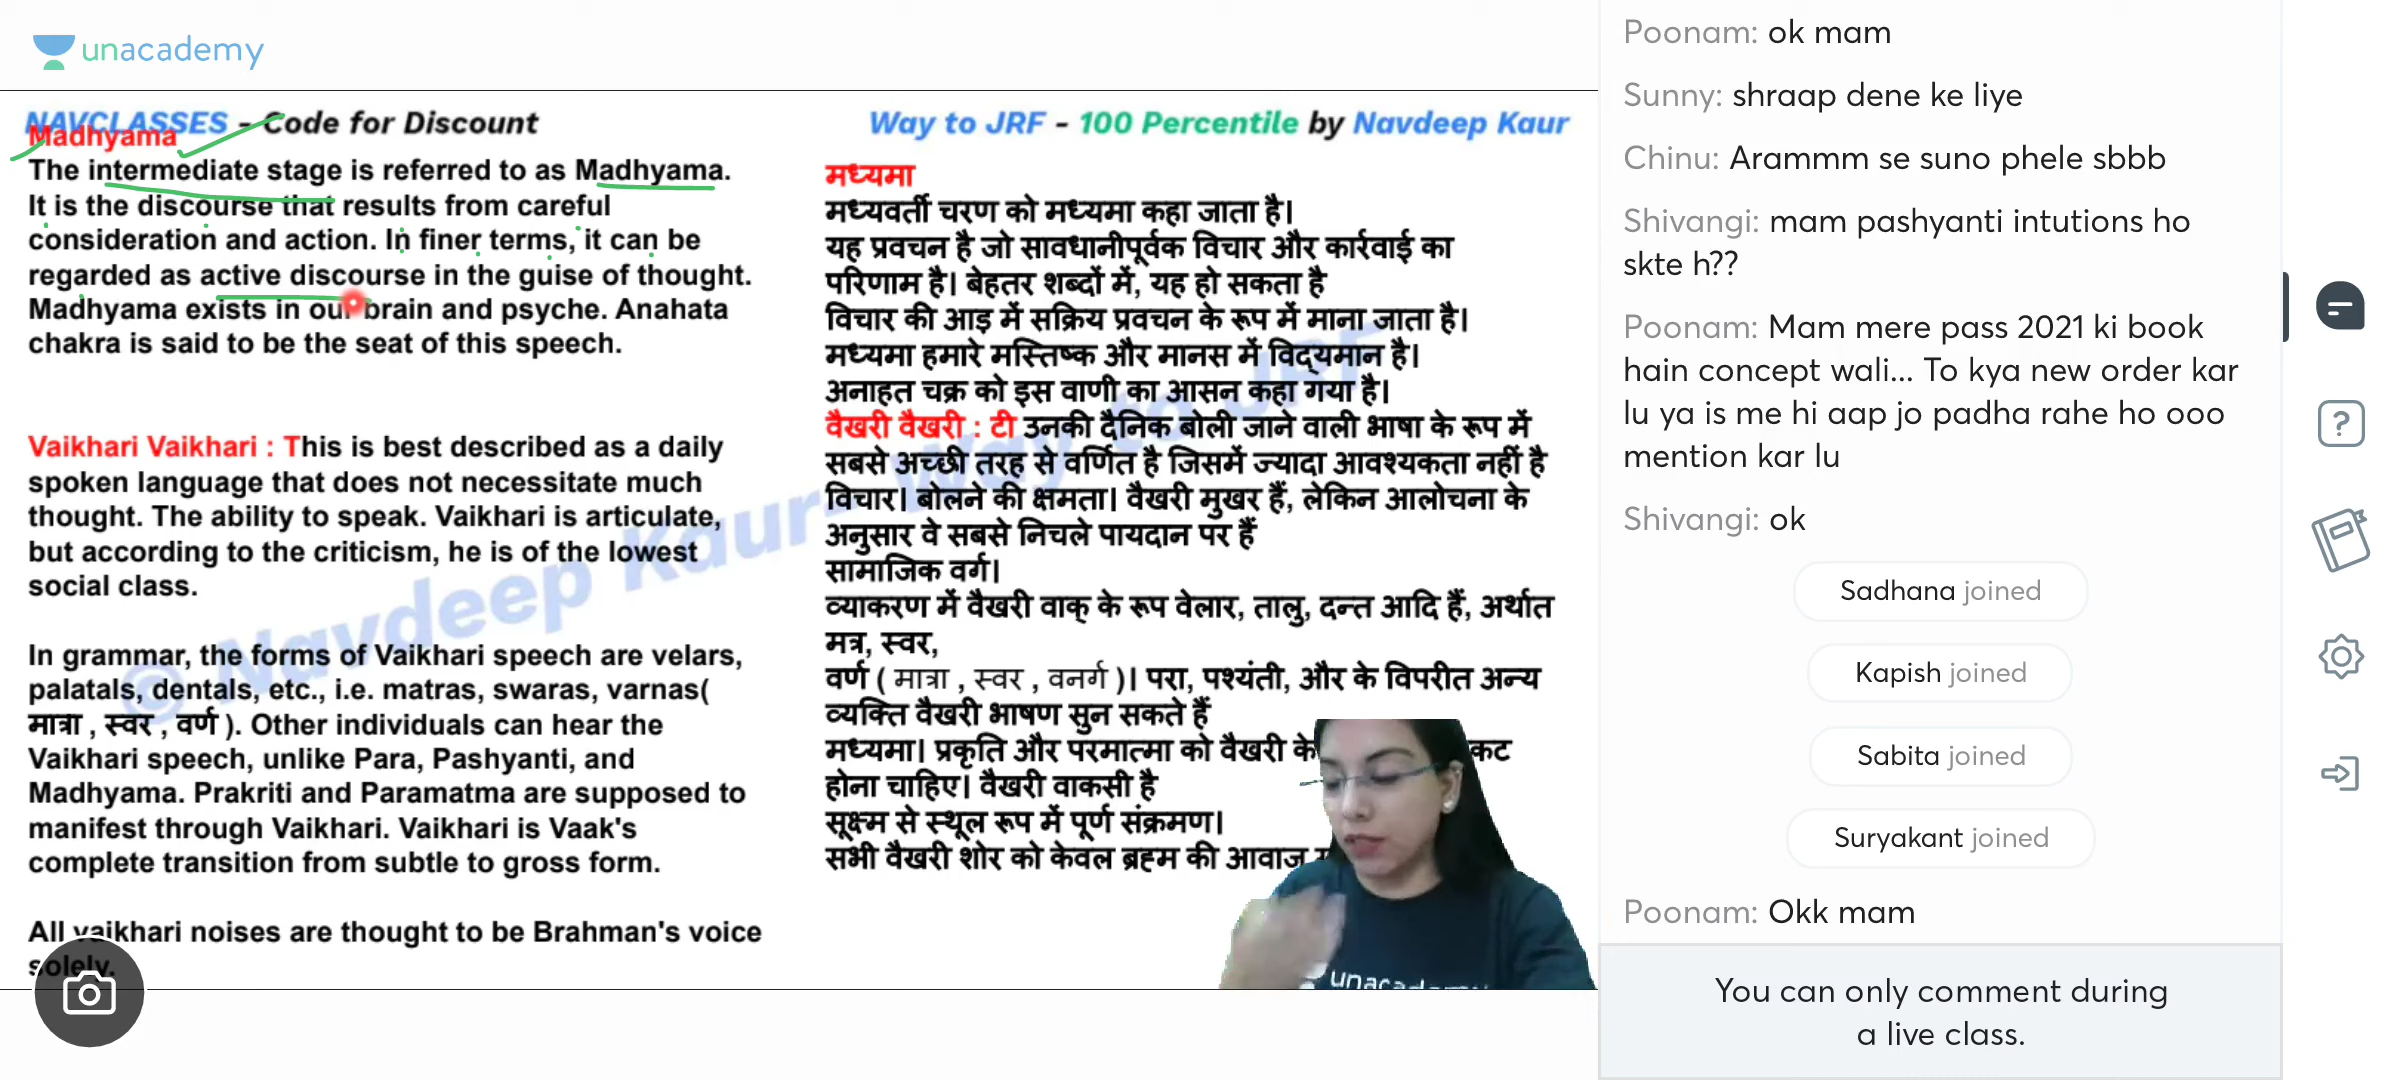 unacademy
NAVCLASSES - Code for Discount
Way to JRF - 100 Percentile by Navdeep Kaur
Madhyama
The intermediate stage is referred to as Madhyama.
It is the discourse that results from careful
consideration and action. In finer terms, it can be
regarded as active discourse in the guise of thought.
Madhyama exists in our brain and psyche. Anahata
chakra is said to be the seat of this speech.
Vaikhari Vaikhari : This is best described as a daily
spoken language that does not necessitate much
thought. The ability to speak. Vaikhari is articulate,
but according to the criticism, he is of the lowest
social class.
In grammar, the forms of Vaikhari speech are velars,
palatals, dentals, etc., i.e. matras, swaras, varnas(
मात्रा , स्वर , वर्ण ). Other individuals can hear the
Vaikhari speech, unlike Para, Pashyanti, and
Madhyama. Prakriti and Paramatma are supposed to
manifest through Vaikhari. Vaikhari is Vaak's
complete transition from subtle to gross form.
All vaikhari noises are thought to be Brahman's voice
solely.
मध्यमा
मध्यवर्ती चरण को मध्यमा कहा जाता है।
यह प्रवचन है जो सावधानीपूर्वक विचार और कार्रवाई का
परिणाम है। बेहतर शब्दों में, यह हो सकता है
विचार की आड़ में सक्रिय प्रवचन के रूप में माना जाता है।
मध्यमा हमारे मस्तिष्क और मानस में विद्यमान है।
अनाहत चक्र को इस वाणी का आसन कहा गया है।
वैखरी वैखरी : टी उनकी दैनिक बोली जाने वाली भाषा के रूप में
सबसे अच्छी तरह से वर्णित है जिसमें ज्यादा आवश्यकता नहीं है
विचार। बोलने की क्षमता। वैखरी मुखर हैं, लेकिन आलोचना के
अनुसार वे सबसे निचले पायदान पर हैं
सामाजिक वर्ग।
व्याकरण में वैखरी वाक् के रूप वेलार, तालु, दन्त आदि हैं, अर्थात
मत्र, स्वर,
वर्ण ( मात्रा , स्वर , वनर्ग )। परा, पश्यंती, और के विपरीत अन्य
व्यक्ति वैखरी भाषण सुन सकते हैं
मध्यमा। प्रकृति और परमात्मा को वैखरी के
होना चाहिए। वैखरी वाकसी है
सूक्ष्म से स्थूल रूप में पूर्ण संक्रमण।
सभी वैखरी शोर को केवल ब्रह्म की आवाज
© Navdeep Kaur- Way to JRF
Poonam: ok mam
Sunny: shraap dene ke liye
Chinu: Arammm se suno phele sbbb
Shivangi: mam pashyanti intutions ho
skte h??
Poonam: Mam mere pass 2021 ki book
hain concept wali... To kya new order kar
lu ya is me hi aap jo padha rahe ho ooo
mention kar lu
Shivangi: ok
Sadhana joined
Kapish joined
Sabita joined
Suryakant joined
Poonam: Okk mam
You can only comment during
a live class.